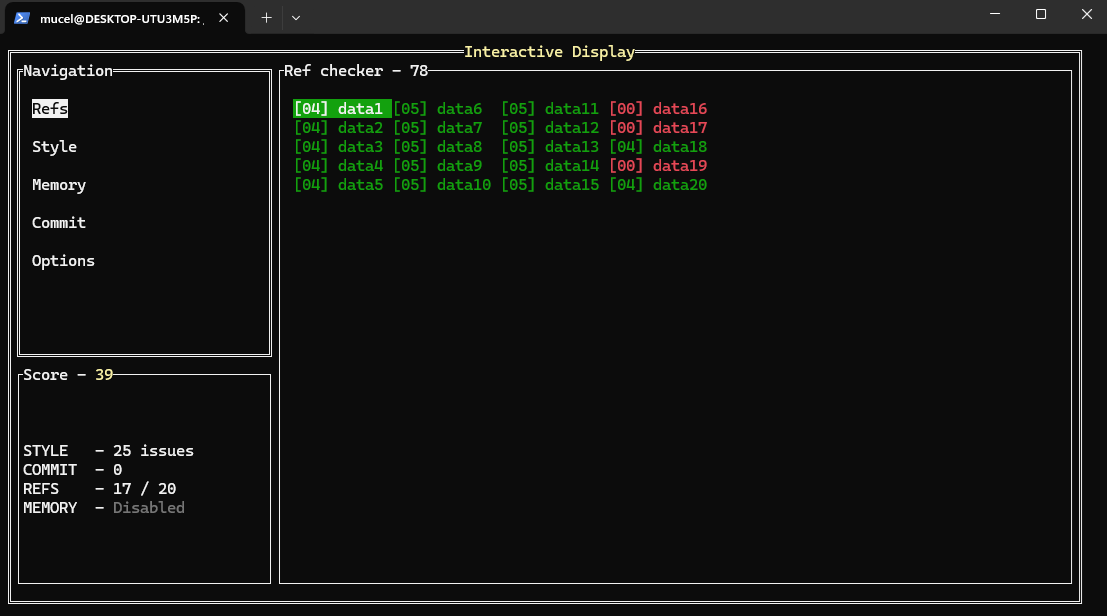 mucel@DESKTOP-UTU3M5P:
Interactive Display
Navigation
Refs
Style
Memory
Commit
Options
Score - 39
STYLE - 25 issues
COMMIT - 0
REFS - 17 / 20
MEMORY - Disabled
Ref checker - 78
[04] data1 [05] data6 [05] data11 [00] data16
[04] data2 [05] data7 [05] data12 [00] data17
[04] data3 [05] data8 [05] data13 [04] data18
[04] data4 [05] data9 [05] data14 [00] data19
[04] data5 [05] data10 [05] data15 [04] data20